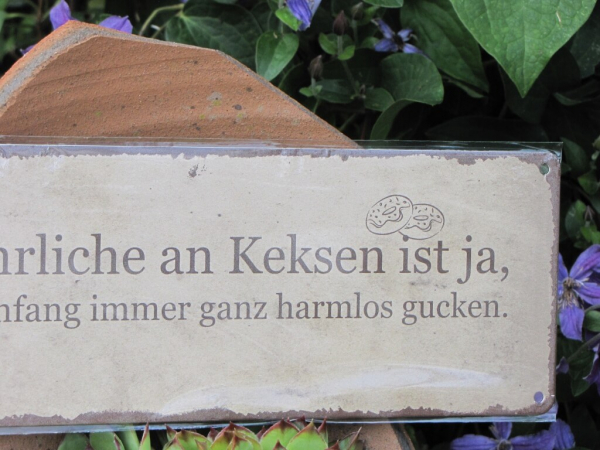 hrliche an Keksen ist ja,
nfang immer ganz harmlos gucken.